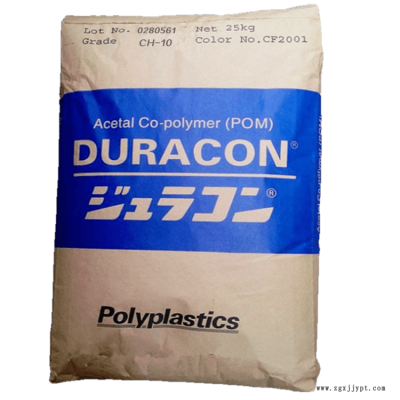 Lot No. 0280561 Net 25kg
Grade CH-10 Color No.CF2001
Acetal Co-polymer (POM)
DURACON®
ジュラコン®
Polyplastics
www.zgxjjypt.com